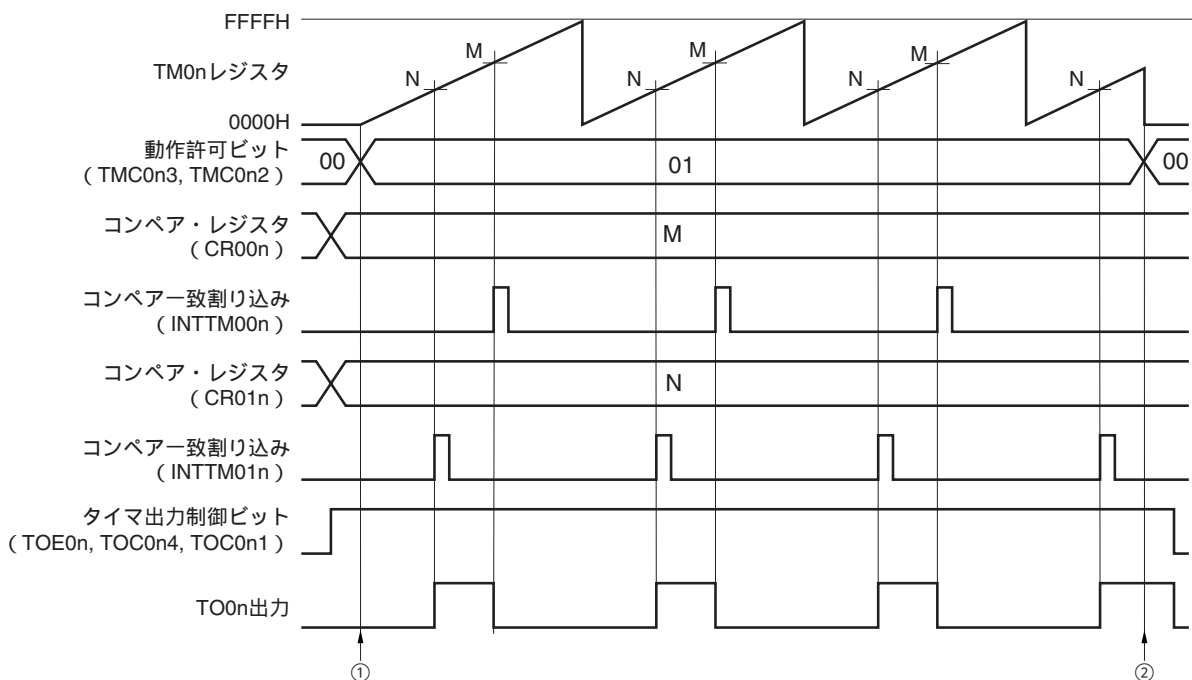 FFFFH
M M M
TM0nレジスタ N N N N
0000H
動作許可ビット
( TMC0n3, TMC0n2 ) 00 01 00
コンペア・レジスタ
( CR00n ) M
コンペア一致割り込み
( INTTM00n )
コンペア・レジスタ
( CR01n ) N
コンペア一致割り込み
( INTTM01n )
タイマ出力制御ビット
( TOE0n, TOC0n4, TOC0n1 )
TO0n出力
① ②